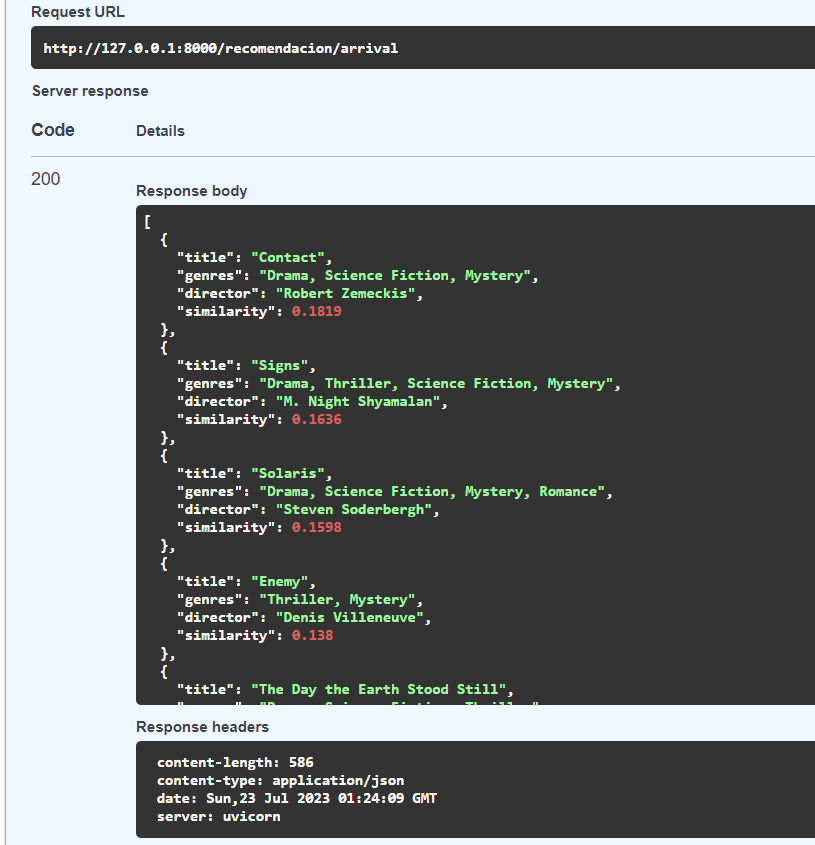 Request URL
http://127.0.0.1:8000/recomendacion/arrival
Server response
Code Details
200
Response body
[
  {
    "title": "Contact",
    "genres": "Drama, Science Fiction, Mystery",
    "director": "Robert Zemeckis",
    "similarity": 0.1819
  },
  {
    "title": "Signs",
    "genres": "Drama, Thriller, Science Fiction, Mystery",
    "director": "M. Night Shyamalan",
    "similarity": 0.1636
  },
  {
    "title": "Solaris",
    "genres": "Drama, Science Fiction, Mystery, Romance",
    "director": "Steven Soderbergh",
    "similarity": 0.1598
  },
  {
    "title": "Enemy",
    "genres": "Thriller, Mystery",
    "director": "Denis Villeneuve",
    "similarity": 0.138
  },
  {
    "title": "The Day the Earth Stood Still",
Response headers
content-length: 586
content-type: application/json
date: Sun,23 Jul 2023 01:24:09 GMT
server: uvicorn